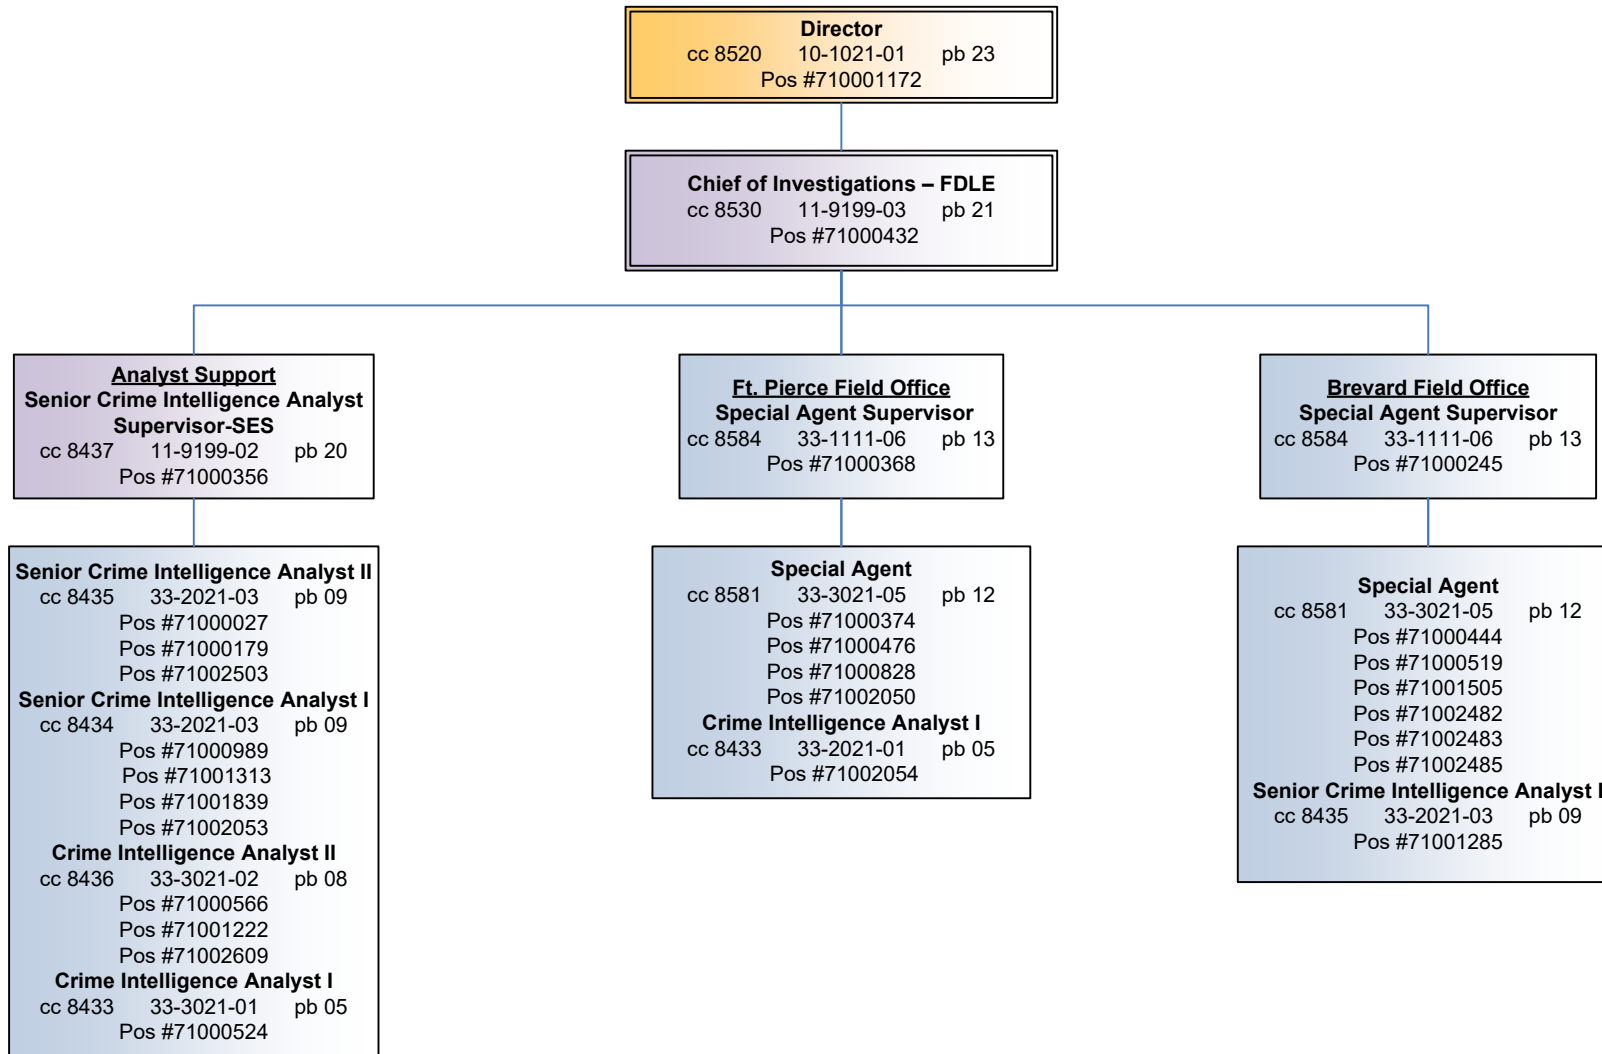 Director
cc 8520 10-1021-01 pb 23
Pos #710001172
Chief of Investigations – FDLE
cc 8530 11-9199-03 pb 21
Pos #71000432
Analyst Support
Senior Crime Intelligence Analyst
Supervisor-SES
cc 8437 11-9199-02 pb 20
Pos #71000356
Senior Crime Intelligence Analyst II
cc 8435 33-2021-03 pb 09
Pos #71000027
Pos #71000179
Pos #71002503
Senior Crime Intelligence Analyst I
cc 8434 33-2021-03 pb 09
Pos #71000989
Pos #71001313
Pos #71001839
Pos #71002053
Crime Intelligence Analyst II
cc 8436 33-3021-02 pb 08
Pos #71000566
Pos #71001222
Pos #71002609
Crime Intelligence Analyst I
cc 8433 33-3021-01 pb 05
Pos #71000524
Ft. Pierce Field Office
Special Agent Supervisor
cc 8584 33-1111-06 pb 13
Pos #71000368
Special Agent
cc 8581 33-3021-05 pb 12
Pos #71000374
Pos #71000476
Pos #71000828
Pos #71002050
Crime Intelligence Analyst I
cc 8433 33-2021-01 pb 05
Pos #71002054
Brevard Field Office
Special Agent Supervisor
cc 8584 33-1111-06 pb 13
Pos #71000245
Special Agent
cc 8581 33-3021-05 pb 12
Pos #71000444
Pos #71000519
Pos #71001505
Pos #71002482
Pos #71002483
Pos #71002485
Senior Crime Intelligence Analyst
cc 8435 33-2021-03 pb 09
Pos #71001285